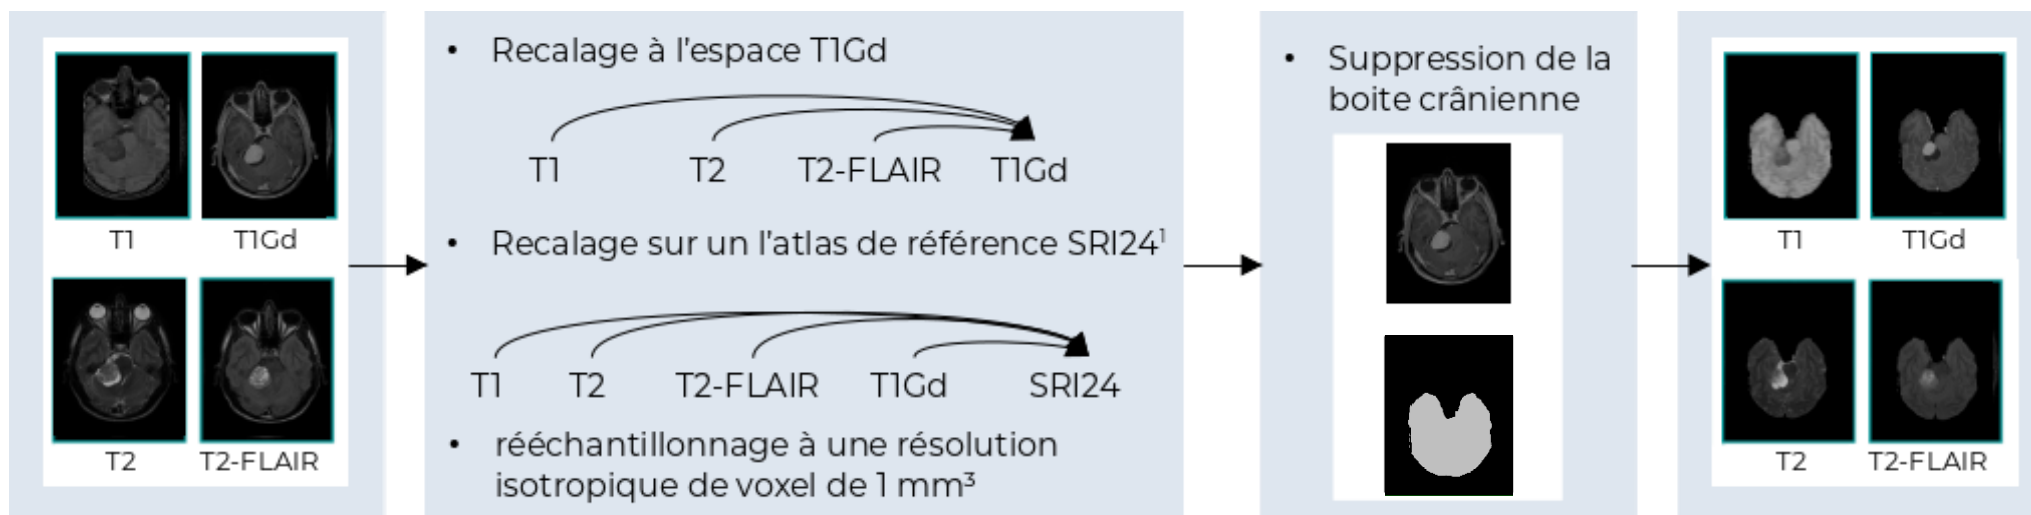 T1 T1Gd
T2 T2-FLAIR
• Recalage à l'espace T1Gd
T1 T2 T2-FLAIR T1Gd
• Recalage sur un l'atlas de référence SRI24¹
T1 T2 T2-FLAIR T1Gd SRI24
• rééchantillonnage à une résolution
isotropique de voxel de 1 mm³
• Suppression de la
boite crânienne
T1 T1Gd
T2 T2-FLAIR